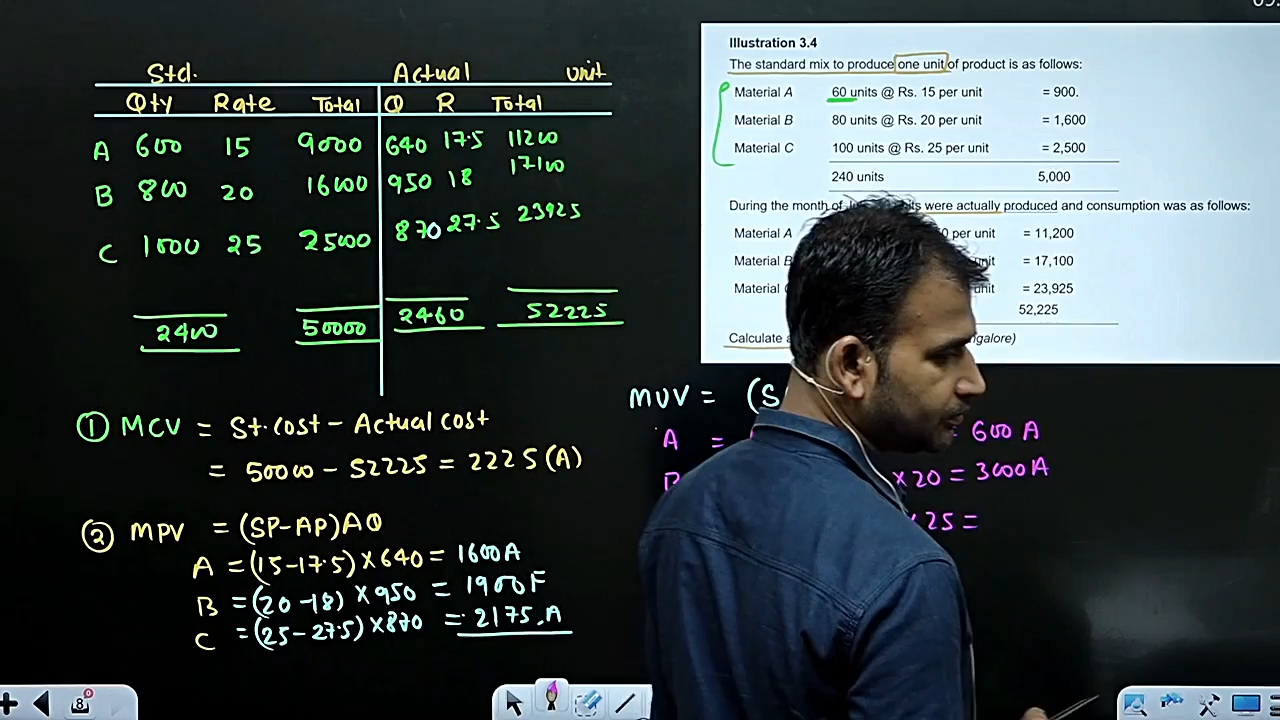 Std. Actual unit
Qty Rate Total Q R Total
A 600 15 9000 640 17.5 11200
B 800 20 16000 950 18 17100
C 1000 25 25000 870 27.5 23925
2400 50000 2460 52225
① MCV = St.cost - Actual cost
= 50000 - 52225 = 2225 (A)
② MPV = (SP-AP)AQ
A = (15-17.5) × 640 = 1600A
B = (20 -18) × 950 = 1900F
C = (25-27.5) × 870 = 2175.A
8
Illustration 3.4
The standard mix to produce one unit of product is as follows:
Material A 60 units @ Rs. 15 per unit = 900.
Material B 80 units @ Rs. 20 per unit = 1,600
Material C 100 units @ Rs. 25 per unit = 2,500
240 units 5,000
During the month of were actually produced and consumption was as follows:
Material A per unit = 11,200
Material = 17,100
Material = 23,925
52,225
Calculate
MUV = (S
A = = 600 A
× 20 = 3000A
25 =